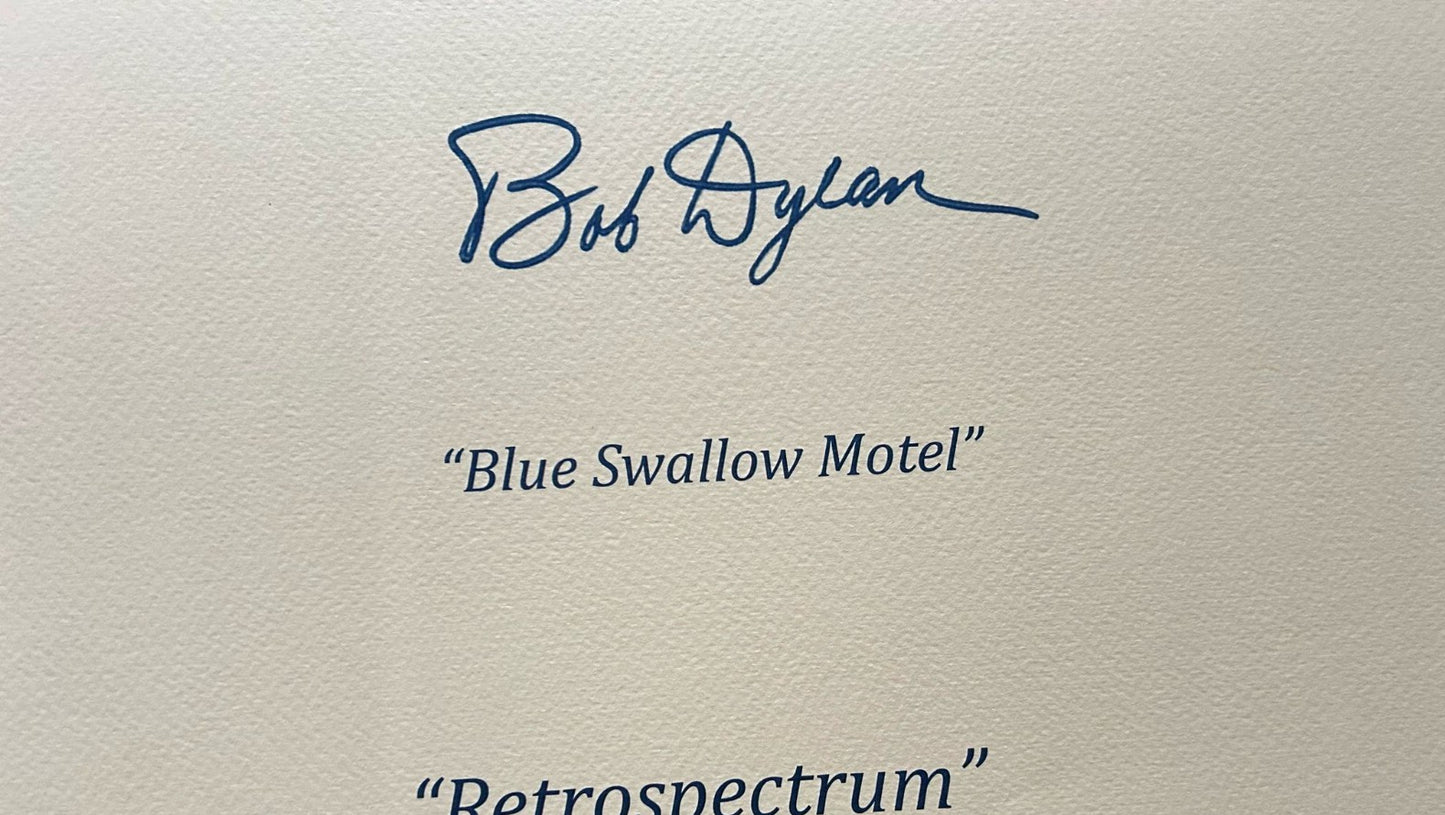 Bob Dylan
“Blue Swallow Motel”
“Retrospectrum”